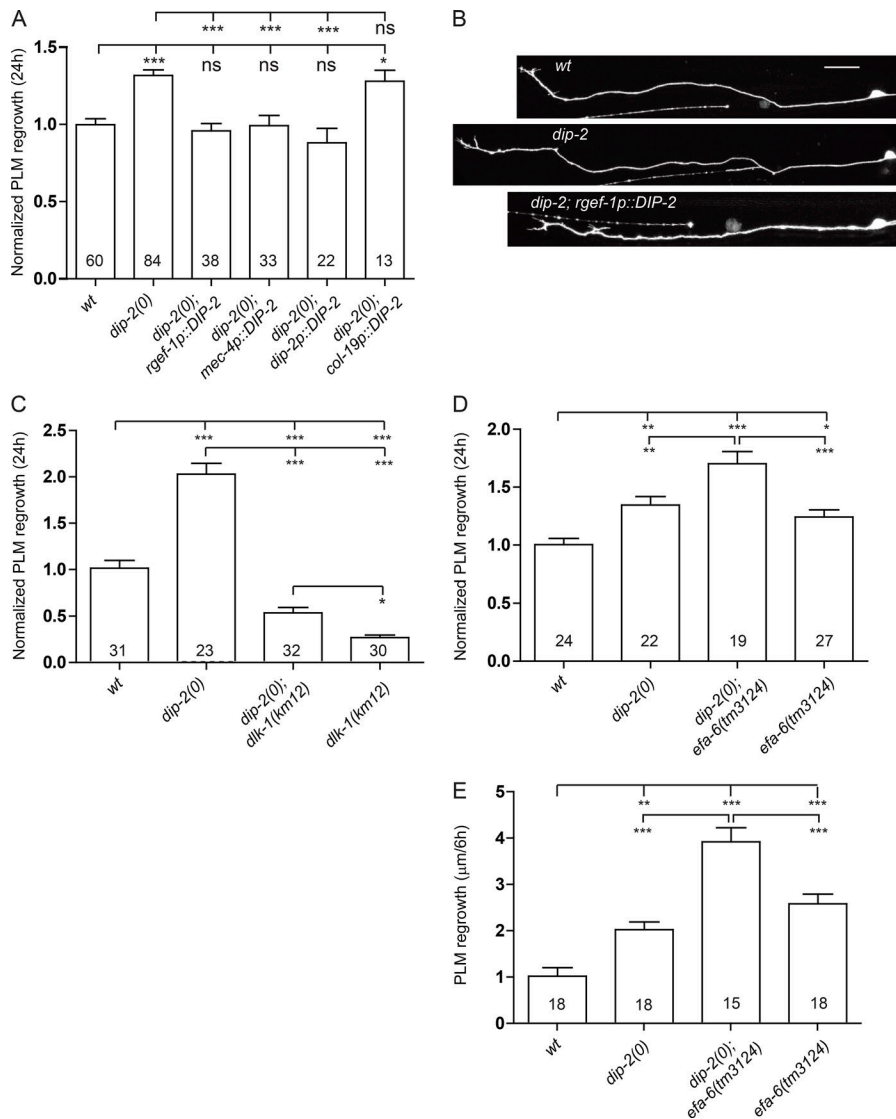 A
Normalized PLM regrowth (24h)
1.5
1.0
0.5
0.0
*** *** *** ns
*** ns ns ns *
60 84 38 33 22 13
wt
dip-2(0)
dip-2(0);
rgef-1p::DIP-2
dip-2(0);
mec-4p::DIP-2
dip-2(0);
dip-2p::DIP-2
dip-2(0);
col-19p::DIP-2
B
wt
dip-2
dip-2; rgef-1p::DIP-2
C
Normalized PLM regrowth (24h)
2.5
2.0
1.5
1.0
0.5
0.0
*** *** ***
*** ***
*
31 23 32 30
wt
dip-2(0)
dip-2(0);
dlk-1(km12)
dlk-1(km12)
D
Normalized PLM regrowth (24h)
2.0
1.5
1.0
0.5
0.0
** *** *
** ***
24 22 19 27
wt
dip-2(0)
dip-2(0);
efa-6(tm3124)
efa-6(tm3124)
E
PLM regrowth (μm/6h)
5
4
3
2
1
0
** *** ***
*** ***
18 18 15 18
wt
dip-2(0)
dip-2(0);
efa-6(tm3124)
efa-6(tm3124)